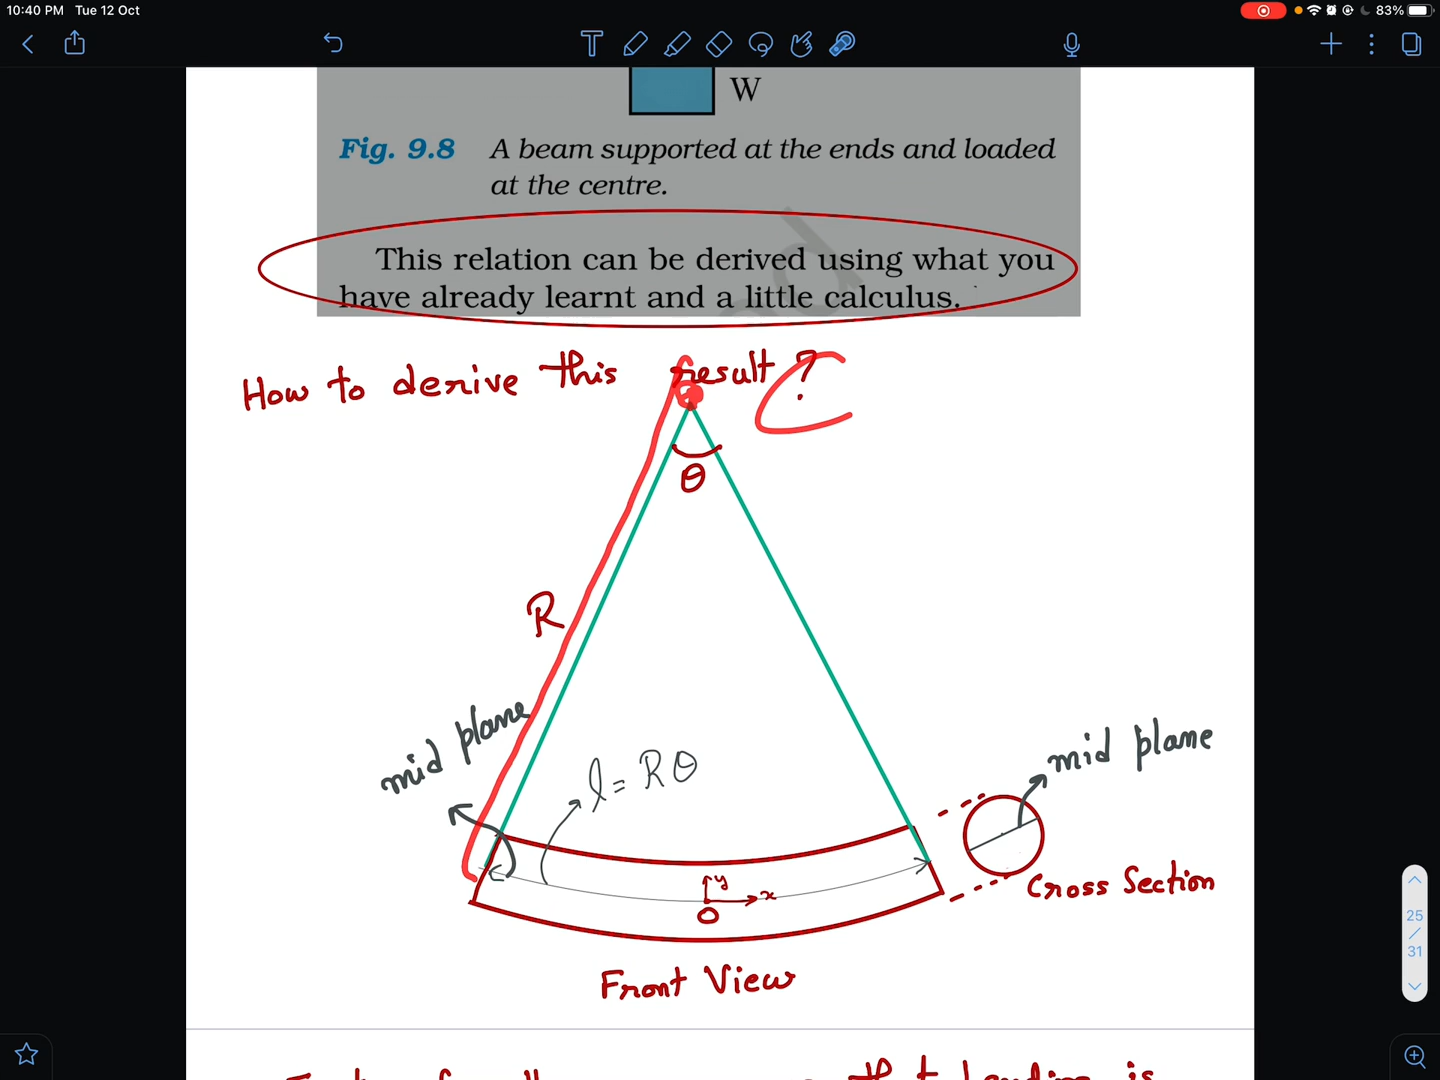 10:40 PM Tue 12 Oct
83%
W
Fig. 9.8 A beam supported at the ends and loaded
at the centre.
This relation can be derived using what you
have already learnt and a little calculus.
How to derive this result?
C
θ
R
mid plane
l = Rθ
mid plane
y
x
O
Cross Section
25
/
31
Front View